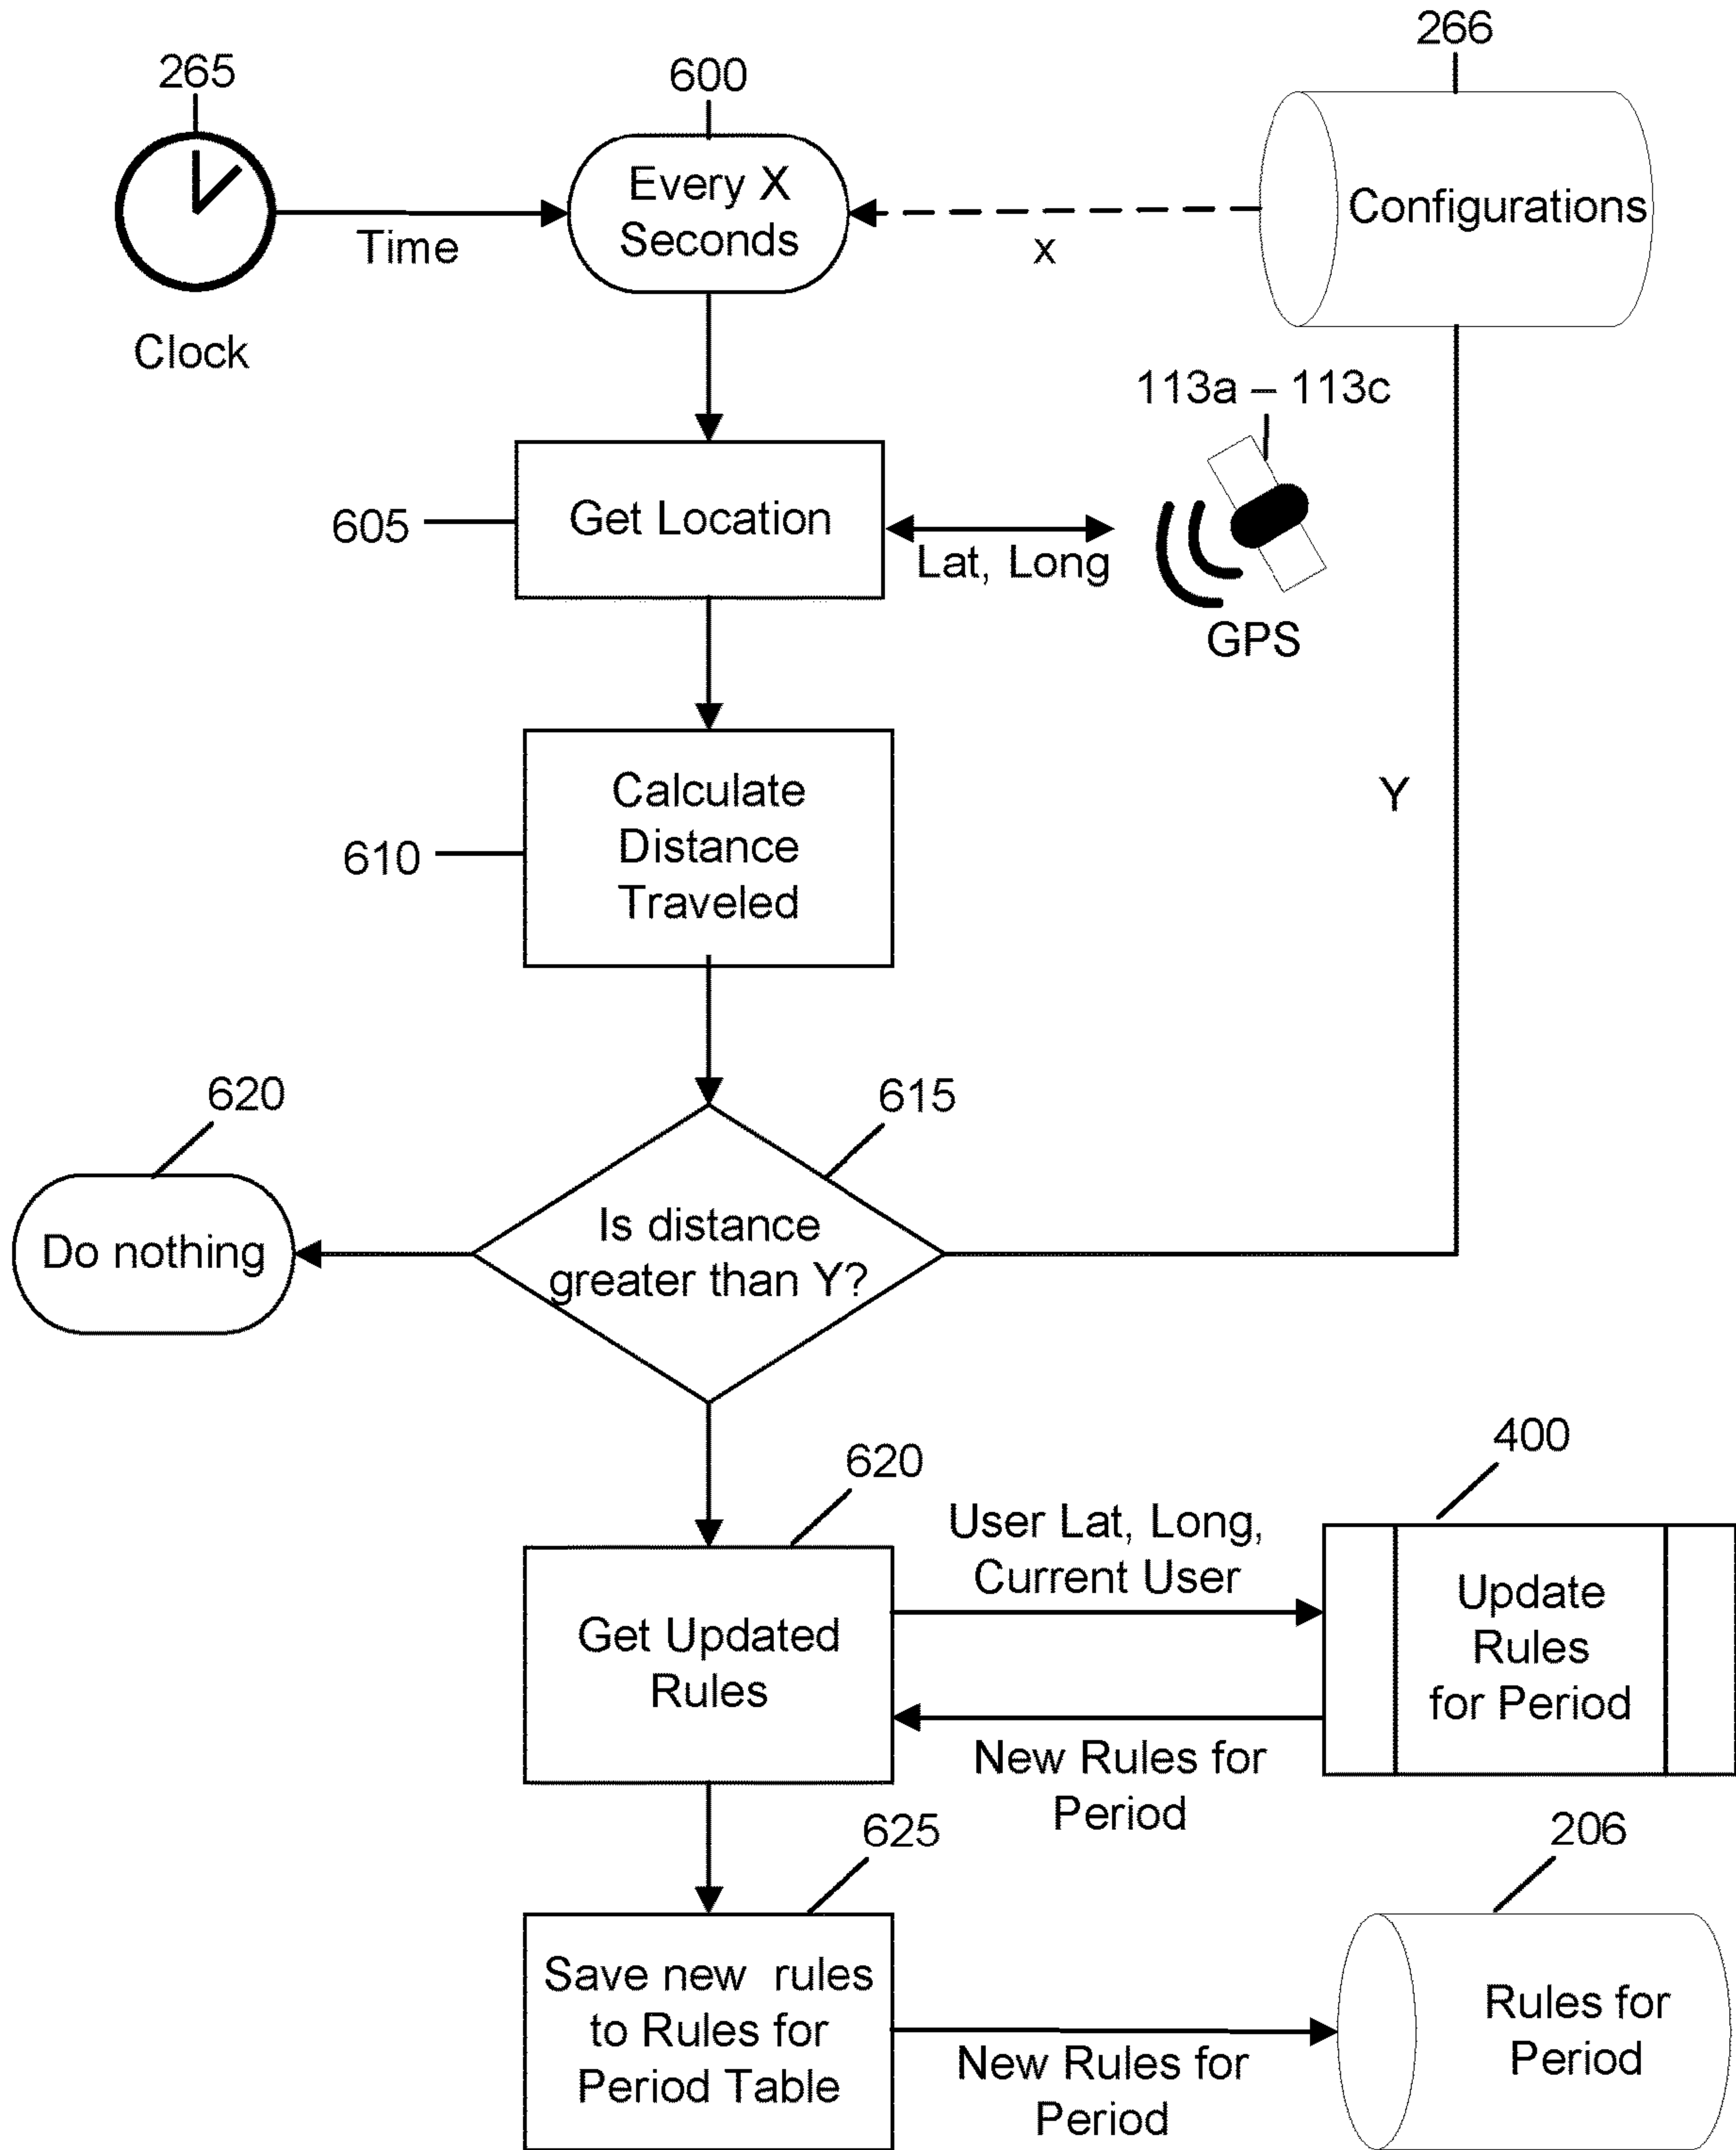 266
265
600
Every X
Seconds
Configurations
Time
x
Clock
113a – 113c
605
Get Location
Lat, Long
GPS
Calculate
Distance
Traveled
610
Y
620
615
Do nothing
Is distance
greater than Y?
620
400
User Lat, Long,
Current User
Get Updated
Rules
Update
Rules
for Period
New Rules for
Period
625
206
Save new rules
to Rules for
Period Table
New Rules for
Period
Rules for
Period